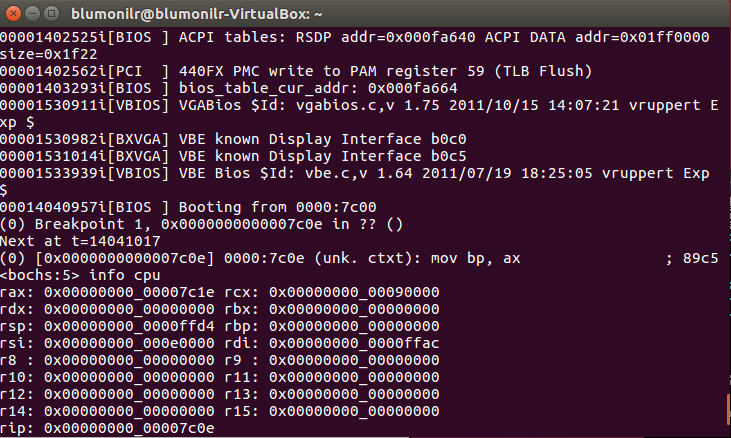 blumonilr@blumonilr-VirtualBox: ~
00001402525i[BIOS ] ACPI tables: RSDP addr=0x000fa640 ACPI DATA addr=0x01ff0000
size=0x1f22
00001402562i[PCI  ] 440FX PMC write to PAM register 59 (TLB Flush)
00001403293i[BIOS ] bios_table_cur_addr: 0x000fa664
00001530911i[VBIOS] VGABios $Id: vgabios.c,v 1.75 2011/10/15 14:07:21 vruppert E
xp $
00001530982i[BXVGA] VBE known Display Interface b0c0
00001531014i[BXVGA] VBE known Display Interface b0c5
00001533939i[VBIOS] VBE Bios $Id: vbe.c,v 1.64 2011/07/19 18:25:05 vruppert Exp
$
00014040957i[BIOS ] Booting from 0000:7c00
(0) Breakpoint 1, 0x0000000000007c0e in ?? ()
Next at t=14041017
(0) [0x0000000000007c0e] 0000:7c0e (unk. ctxt): mov bp, ax                ; 89c5
<bochs:5> info cpu
rax: 0x00000000_00007c1e rcx: 0x00000000_00090000
rdx: 0x00000000_00000000 rbx: 0x00000000_00000000
rsp: 0x00000000_0000ffd4 rbp: 0x00000000_00000000
rsi: 0x00000000_000e0000 rdi: 0x00000000_0000ffac
r8 : 0x00000000_00000000 r9 : 0x00000000_00000000
r10: 0x00000000_00000000 r11: 0x00000000_00000000
r12: 0x00000000_00000000 r13: 0x00000000_00000000
r14: 0x00000000_00000000 r15: 0x00000000_00000000
rip: 0x00000000_00007c0e